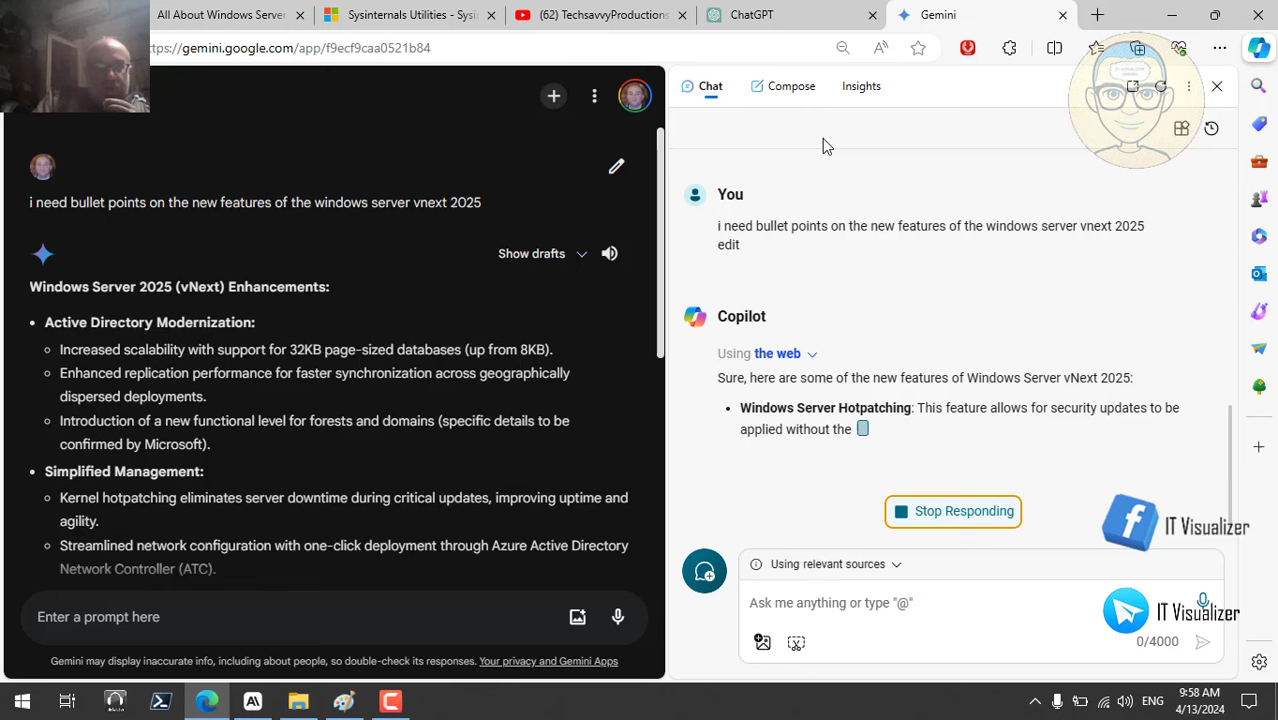 All About Windows Server
Sysinternals Utilities - Sysin
(62) TechsavvyProductions
ChatGPT
Gemini
ttps://gemini.google.com/app/f9ecf9caa0521b84
Chat
Compose
Insights
i need bullet points on the new features of the windows server vnext 2025
Show drafts
Windows Server 2025 (vNext) Enhancements:
• Active Directory Modernization:
Increased scalability with support for 32KB page-sized databases (up from 8KB).
Enhanced replication performance for faster synchronization across geographically
dispersed deployments.
Introduction of a new functional level for forests and domains (specific details to be
confirmed by Microsoft).
• Simplified Management:
Kernel hotpatching eliminates server downtime during critical updates, improving uptime and
agility.
Streamlined network configuration with one-click deployment through Azure Active Directory
Network Controller (ATC).
Enter a prompt here
Gemini may display inaccurate info, including about people, so double-check its responses. Your privacy and Gemini Apps
You
i need bullet points on the new features of the windows server vnext 2025
edit
Copilot
Using the web
Sure, here are some of the new features of Windows Server vNext 2025:
• Windows Server Hotpatching: This feature allows for security updates to be
applied without the
Stop Responding
IT Visualizer
Using relevant sources
Ask me anything or type "@"
IT Visualizer
0/4000
ENG
9:58 AM
4/13/2024